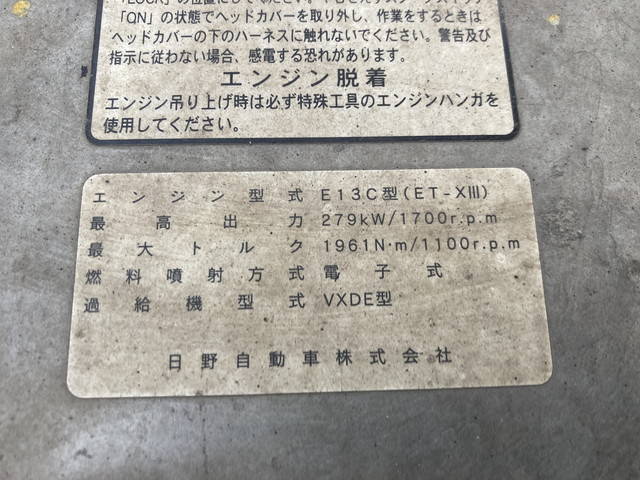 「ON」の状態でヘッドカバーを取り外し、作業をするときは
ヘッドカバーの下のハーネスに触れないでください。警告及び
指示に従わない場合、感電する恐れがあります。
エンジン脱着
エンジン吊り上げ時は必ず特殊工具のエンジンハンガを
使用してください。
エンジン型式 E13C型(ET-XIII)
最高出力 279kW/1700r.p.m
最大トルク 1961N·m/1100r.p.m
燃料噴射方式 電子式
過給機型式 VXDE型
日野自動車株式会社